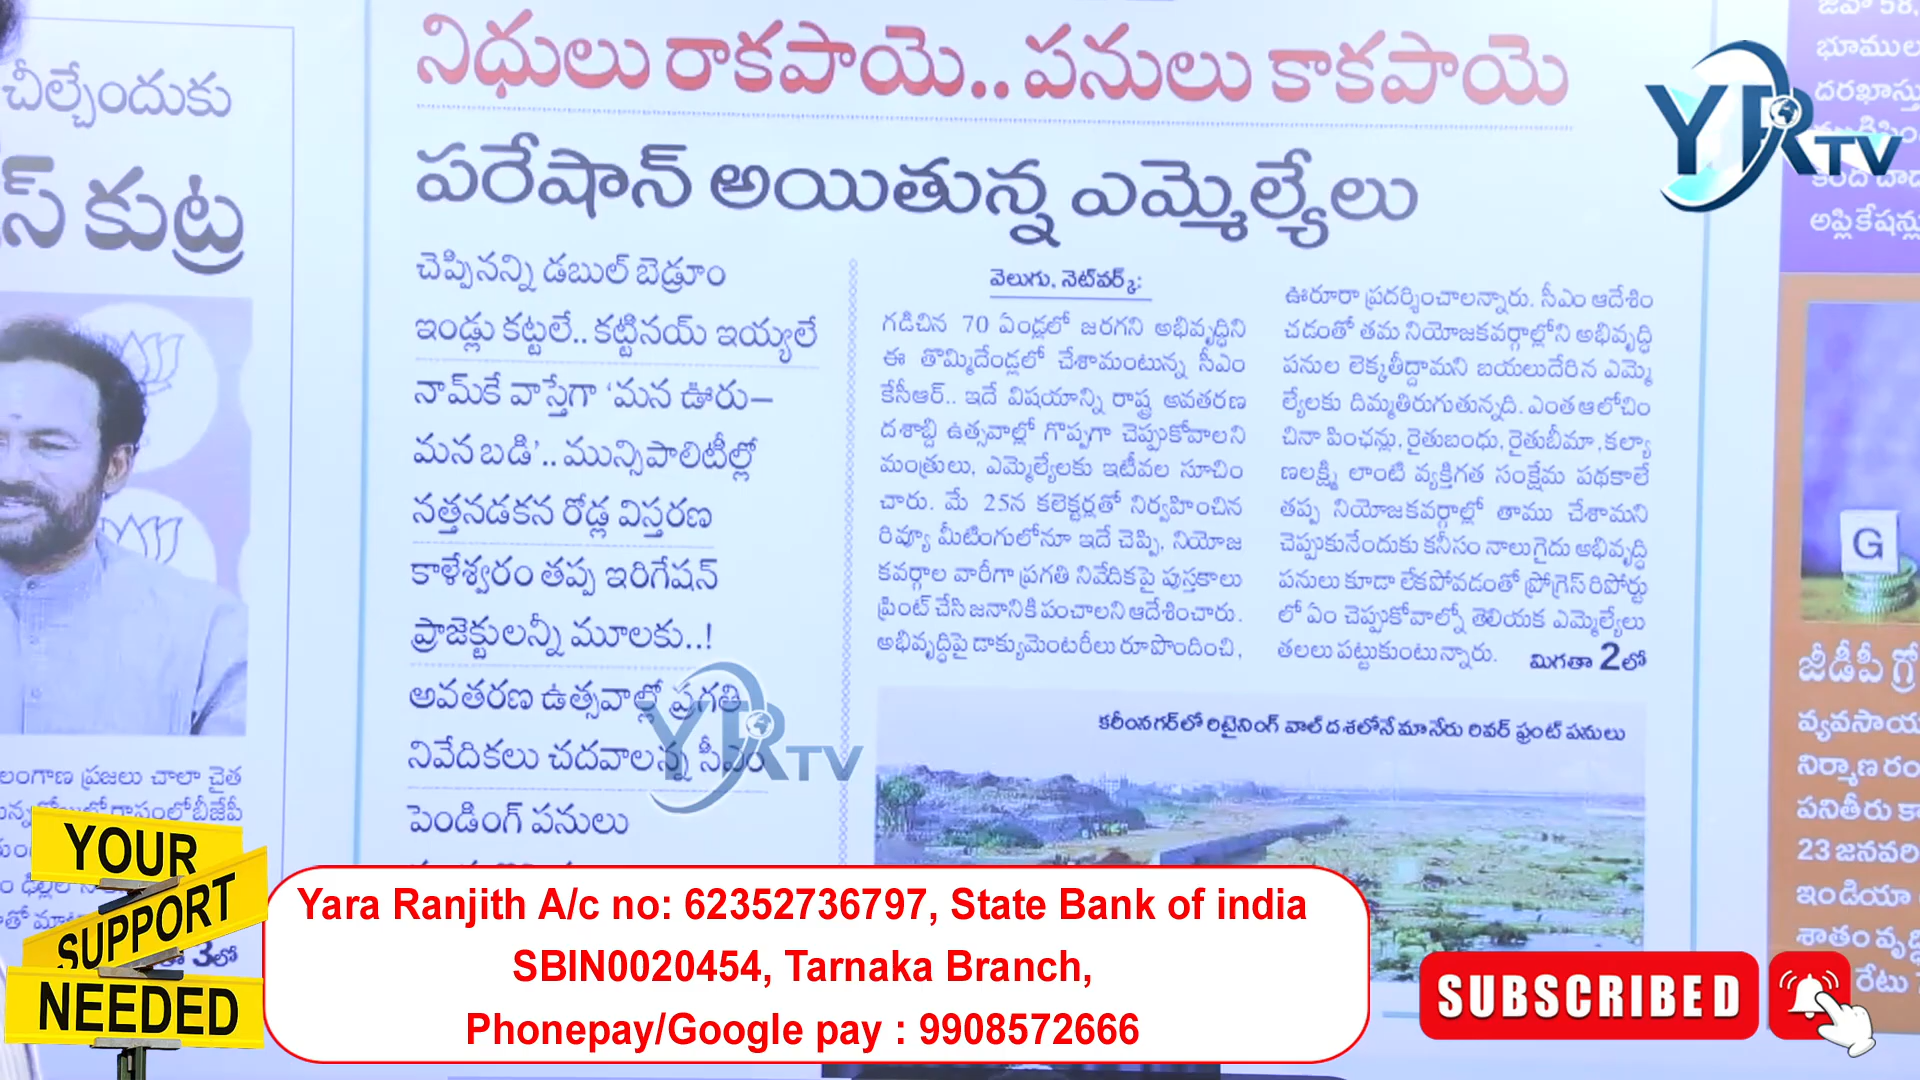 చీల్చేందుకు
స్ కుట్ర
నిధులు రాకపాయె.. పనులు కాకపాయె
పరేషాన్ అయితున్న ఎమ్మెల్యేలు
చెప్పినన్ని డబుల్ బెడ్రూం
ఇండ్లు కట్టలే.. కట్టినయ్ ఇయ్యలే
నామ్‌కే వాస్తేగా ‘మన ఊరు–
మన బడి’.. మున్సిపాలిటీల్లో
నత్తనడకన రోడ్ల విస్తరణ
కాళేశ్వరం తప్ప ఇరిగేషన్
ప్రాజెక్టులన్నీ మూలకు..!
అవతరణ ఉత్సవాల్లో ప్రగతి
నివేదికలు చదవాలన్న సీఎం
పెండింగ్ పనులు
వెలుగు, నెట్‌వర్క్:
గడిచిన 70 ఏండ్లలో జరగని అభివృద్ధిని
ఈ తొమ్మిదేండ్లలో చేశామంటున్న సీఎం
కేసీఆర్.. ఇదే విషయాన్ని రాష్ట్ర అవతరణ
దశాబ్ది ఉత్సవాల్లో గొప్పగా చెప్పుకోవాలని
మంత్రులు, ఎమ్మెల్యేలకు ఇటీవల సూచిం
చారు. మే 25న కలెక్టర్లతో నిర్వహించిన
రివ్యూ మీటింగులోనూ ఇదే చెప్పి, నియోజ
కవర్గాల వారీగా ప్రగతి నివేదికపై పుస్తకాలు
ప్రింట్ చేసి జనానికి పంచాలని ఆదేశించారు.
అభివృద్ధిపై డాక్యుమెంటరీలు రూపొందించి,
ఊరూరా ప్రదర్శించాలన్నారు. సీఎం ఆదేశిం
చడంతో తమ నియోజకవర్గాల్లోని అభివృద్ధి
పనుల లెక్కతీద్దామని బయలుదేరిన ఎమ్మె
ల్యేలకు దిమ్మతిరుగుతున్నది. ఎంత ఆలోచిం
చినా పింఛన్లు, రైతుబంధు, రైతుబీమా, కల్యా
ణలక్ష్మి లాంటి వ్యక్తిగత సంక్షేమ పథకాలే
తప్ప నియోజకవర్గాల్లో తాము చేశామని
చెప్పుకునేందుకు కనీసం నాలుగైదు అభివృద్ధి
పనులు కూడా లేకపోవడంతో ప్రోగ్రెస్ రిపోర్టు
లో ఏం చెప్పుకోవాల్నో తెలియక ఎమ్మెల్యేలు
తలలు పట్టుకుంటున్నారు. మిగతా 2లో
కరీంనగర్‌లో రిటైనింగ్ వాల్ దశలోనే మానేరు రివర్ ఫ్రంట్ పనులు
YRTV
YRTV
జీవో 58,
భూముల
దరఖాస్తు
అప్లికేషన్లు
G
జీడీపీ గ్రో
వ్యవసాయ
నిర్మాణ రం
పనితీరు కా
23 జనవరి
ఇండియా
శాతం వృద్ధి
రేటు
లంగాణ ప్రజలు చాలా చైత
3లో
YOUR
SUPPORT
NEEDED
Yara Ranjith A/c no: 62352736797, State Bank of india
SBIN0020454, Tarnaka Branch,
Phonepay/Google pay : 9908572666
SUBSCRIBED